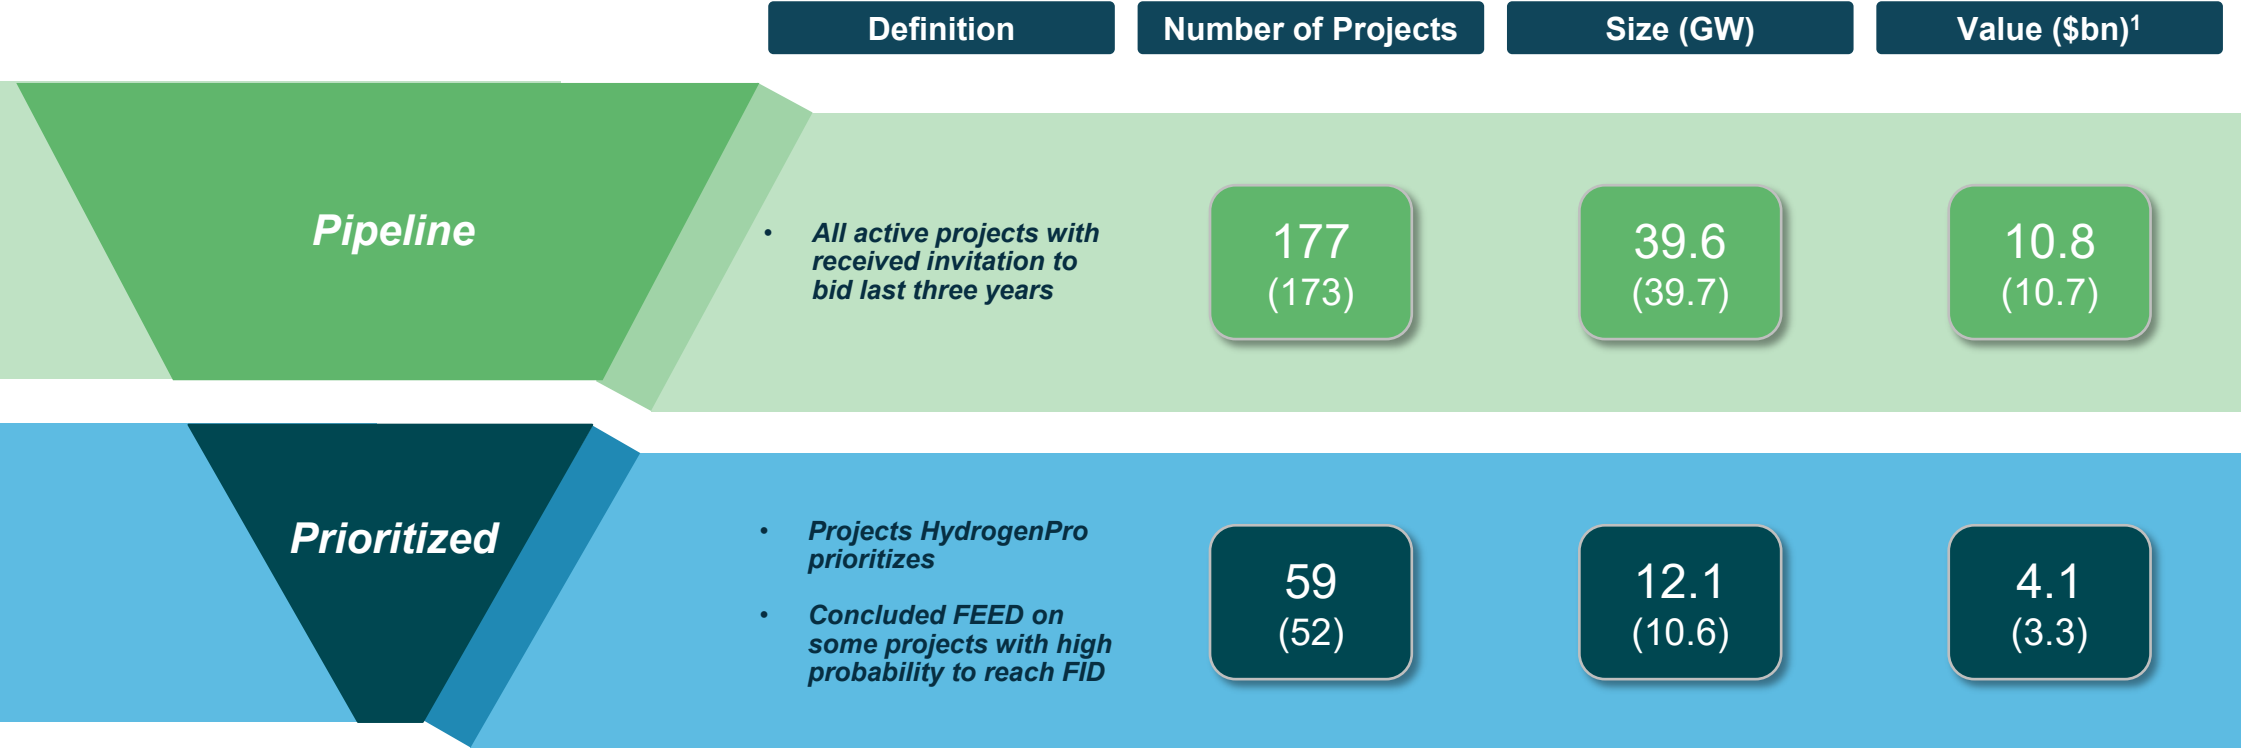 Definition
Number of Projects
Size (GW)
Value ($bn)¹
Pipeline
• All active projects with
received invitation to
bid last three years
177
(173)
39.6
(39.7)
10.8
(10.7)
Prioritized
• Projects HydrogenPro
prioritizes
• Concluded FEED on
some projects with high
probability to reach FID
59
(52)
12.1
(10.6)
4.1
(3.3)